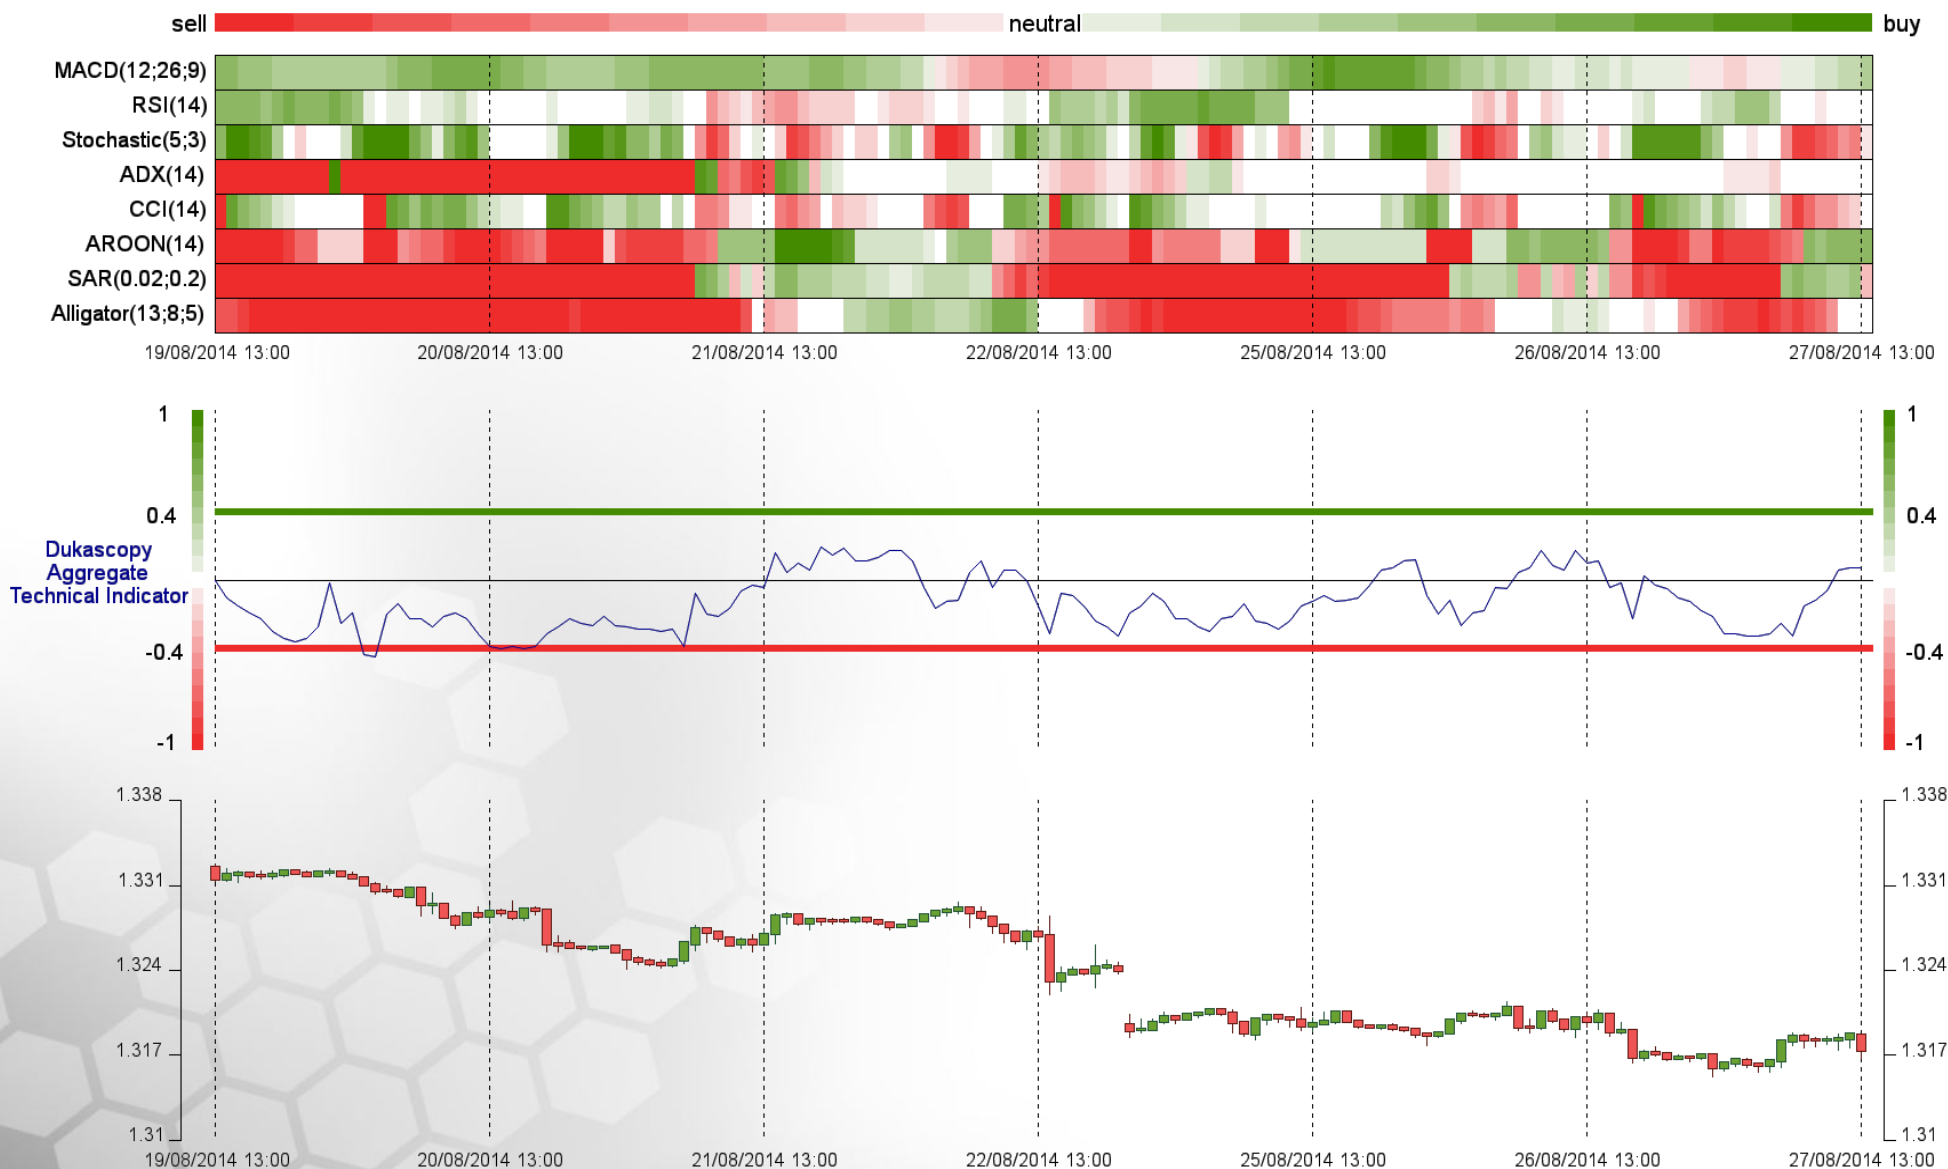 sell neutral buy
MACD(12;26;9)
RSI(14)
Stochastic(5;3)
ADX(14)
CCI(14)
AROON(14)
SAR(0.02;0.2)
Alligator(13;8;5)
19/08/2014 13:00 20/08/2014 13:00 21/08/2014 13:00 22/08/2014 13:00 25/08/2014 13:00 26/08/2014 13:00 27/08/2014 13:00
1 1
0.4 0.4
Dukascopy
Aggregate
Technical Indicator
-0.4 -0.4
-1 -1
1.338 1.338
1.331 1.331
1.324 1.324
1.317 1.317
1.31 1.31
19/08/2014 13:00 20/08/2014 13:00 21/08/2014 13:00 22/08/2014 13:00 25/08/2014 13:00 26/08/2014 13:00 27/08/2014 13:00